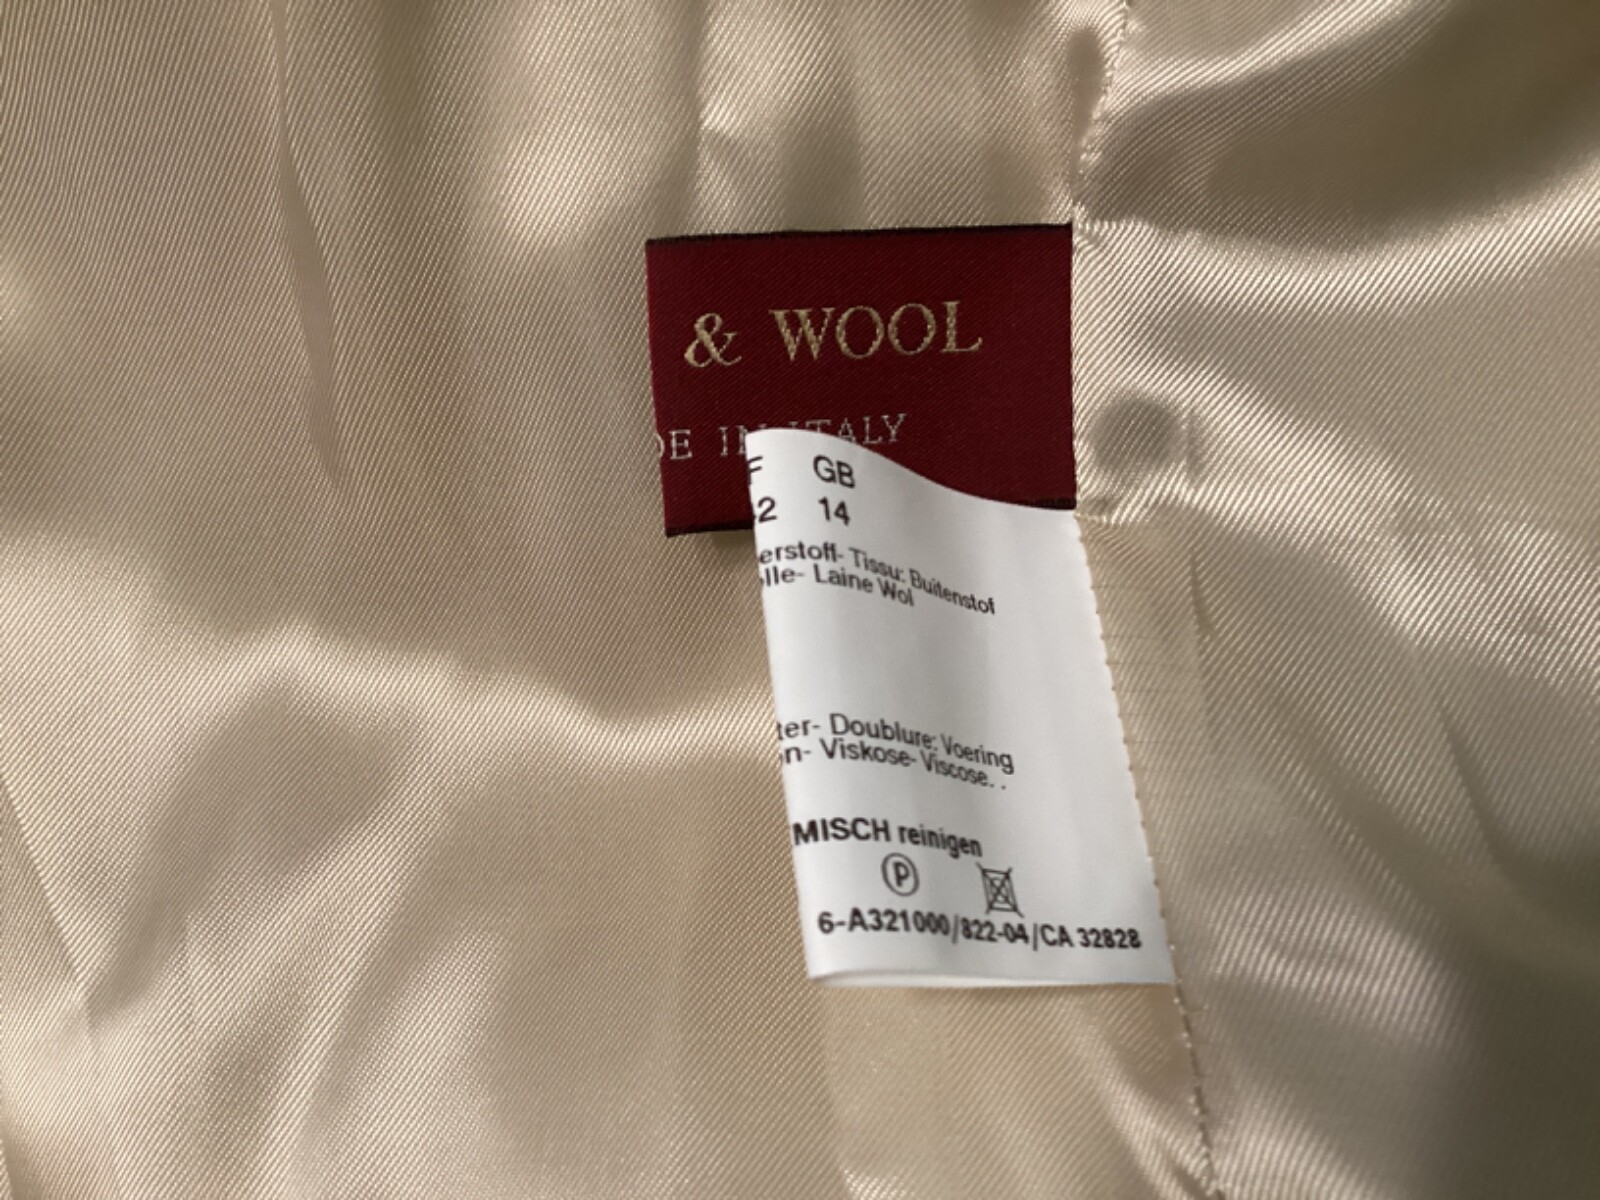 & WOOL
DE IN ITALY
F GB
2 14
erstoff- Tissu: Buitenstof
lle- Laine Wol
ter- Doublure: Voering
n- Viskose- Viscose. .
MISCH reinigen
P
6-A321000/822-04/CA 32828